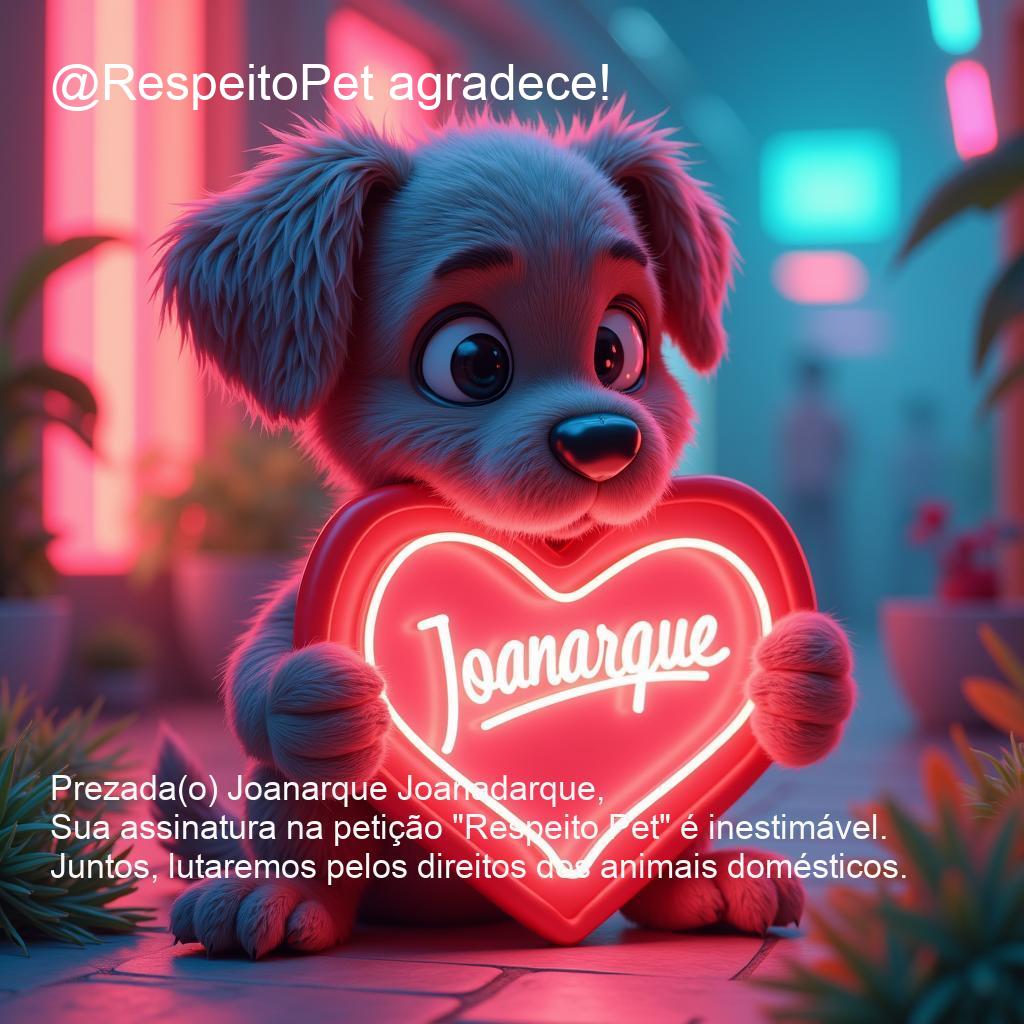 @RespeitoPet agradece!
Joanarque
Prezada(o) Joanarque Joanadarque,
Sua assinatura na petição "Respeito Pet" é inestimável.
Juntos, lutaremos pelos direitos dos animais domésticos.